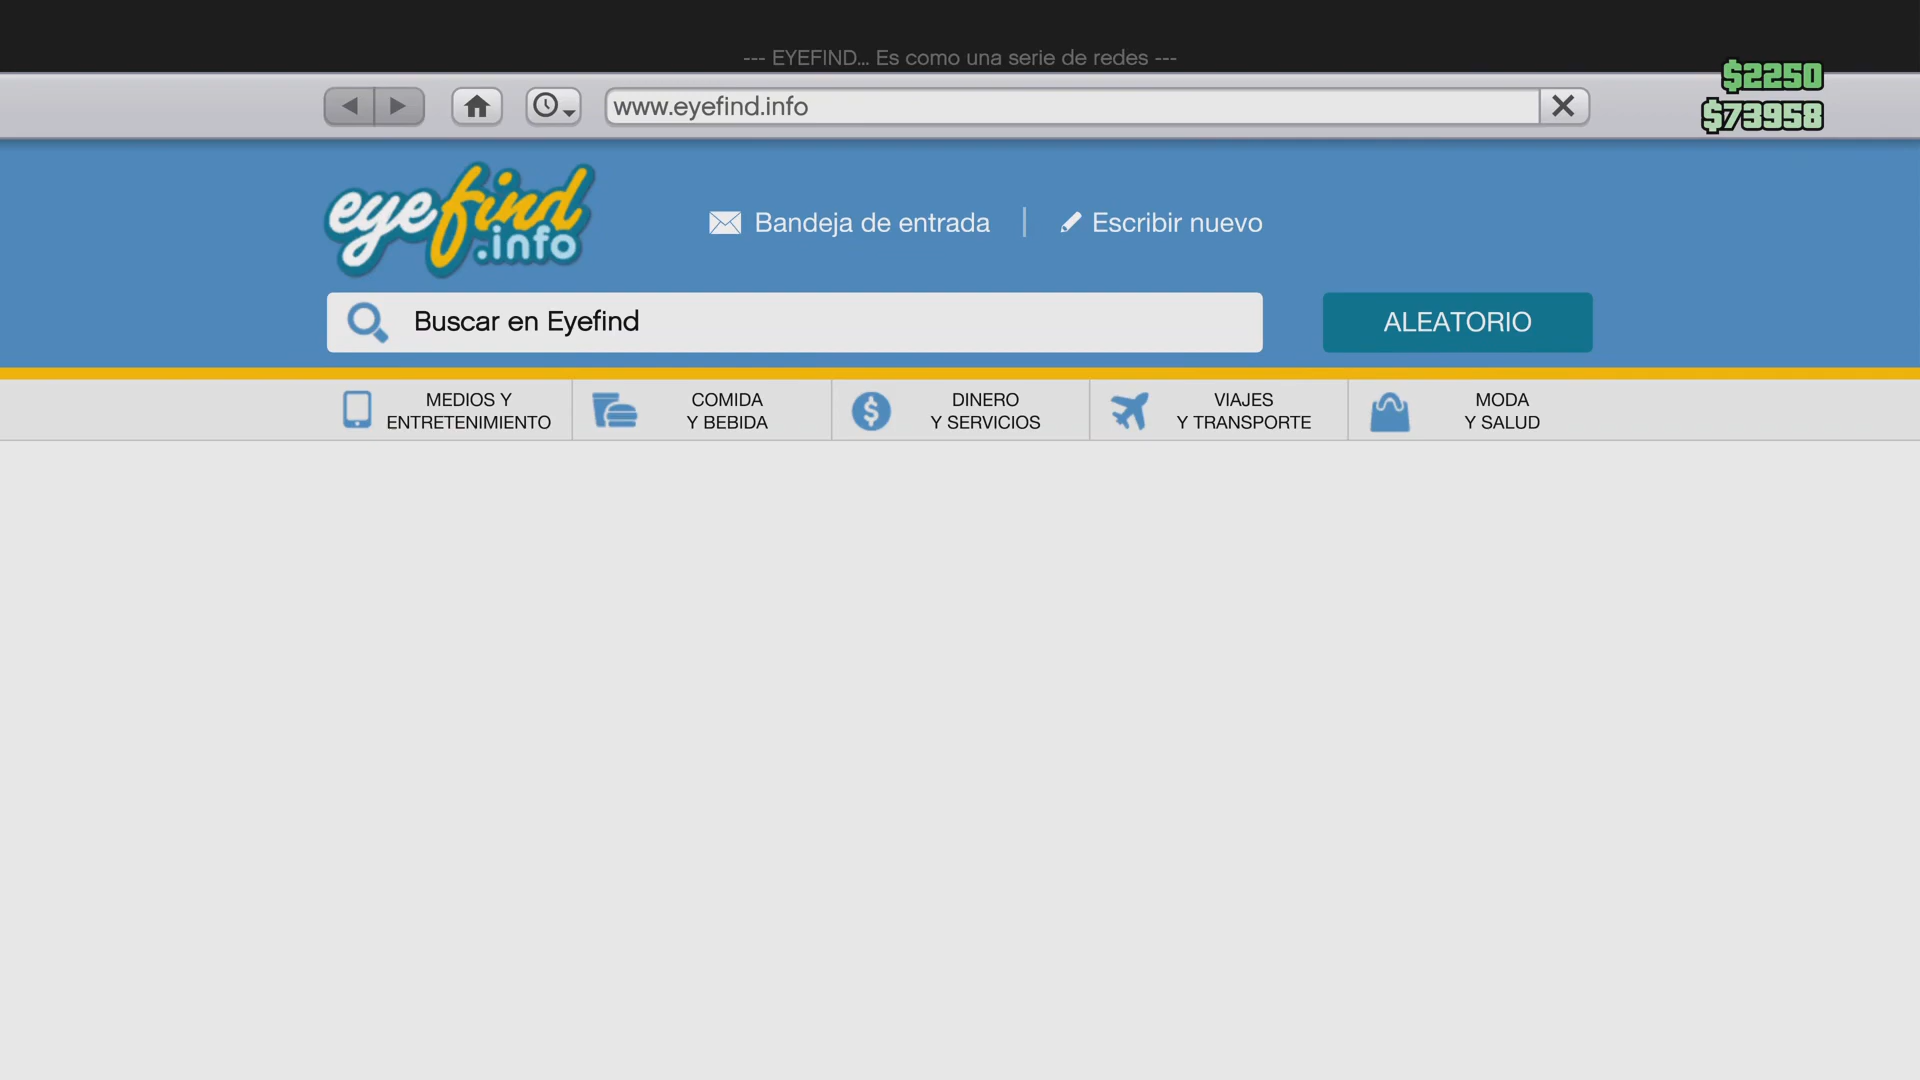 --- EYEFIND... Es como una serie de redes ---
$2250
www.eyefind.info
$73958
eyefind
.info
Bandeja de entrada
Escribir nuevo
Buscar en Eyefind
ALEATORIO
MEDIOS Y
ENTRETENIMIENTO
COMIDA
Y BEBIDA
DINERO
Y SERVICIOS
VIAJES
Y TRANSPORTE
MODA
Y SALUD